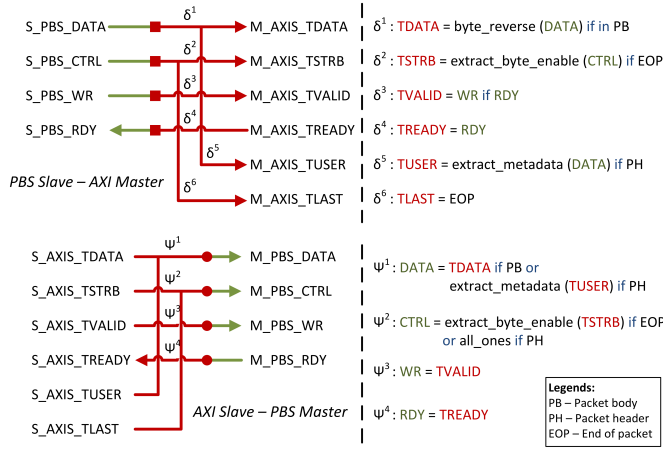 S_PBS_DATA δ¹ M_AXIS_TDATA
S_PBS_CTRL δ² M_AXIS_TSTRB
S_PBS_WR δ³ M_AXIS_TVALID
S_PBS_RDY δ⁴ M_AXIS_TREADY
δ⁵ M_AXIS_TUSER
PBS Slave – AXI Master
δ⁶ M_AXIS_TLAST
δ¹ : TDATA = byte_reverse (DATA) if in PB
δ² : TSTRB = extract_byte_enable (CTRL) if EOP
δ³ : TVALID = WR if RDY
δ⁴ : TREADY = RDY
δ⁵ : TUSER = extract_metadata (DATA) if PH
δ⁶ : TLAST = EOP
S_AXIS_TDATA Ψ¹ M_PBS_DATA
S_AXIS_TSTRB Ψ² M_PBS_CTRL
S_AXIS_TVALID Ψ³ M_PBS_WR
S_AXIS_TREADY Ψ⁴ M_PBS_RDY
S_AXIS_TUSER
AXI Slave – PBS Master
S_AXIS_TLAST
Ψ¹ : DATA = TDATA if PB or
extract_metadata (TUSER) if PH
Ψ² : CTRL = extract_byte_enable (TSTRB) if EOP
or all_ones if PH
Ψ³ : WR = TVALID
Ψ⁴ : RDY = TREADY
Legends:
PB – Packet body
PH – Packet header
EOP – End of packet